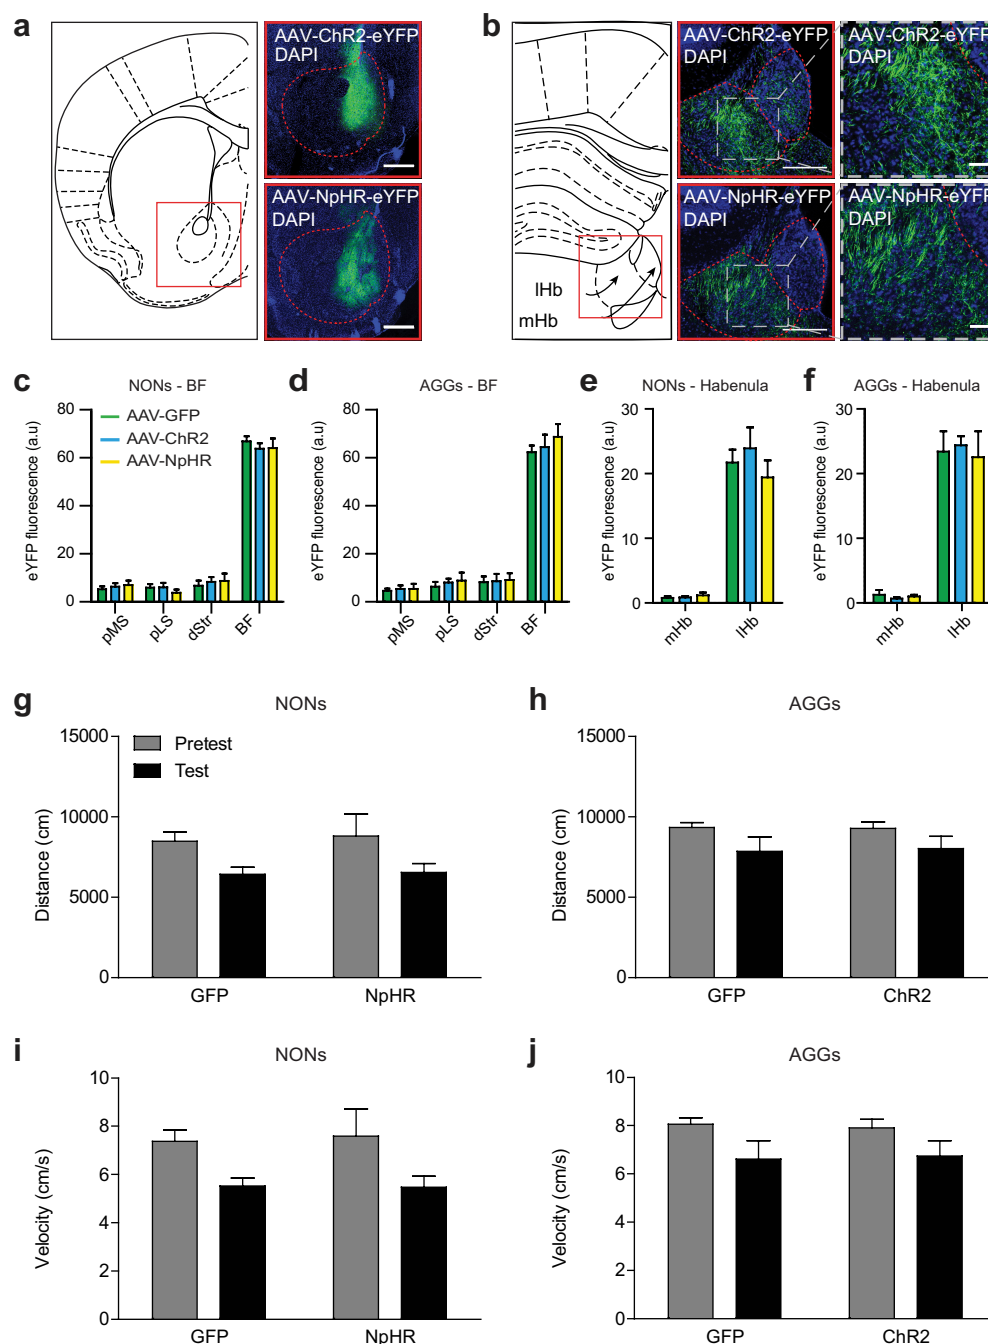 a
AAV-ChR2-eYFP
DAPI
AAV-NpHR-eYFP
DAPI
b
lHb
mHb
AAV-ChR2-eYFP
DAPI
AAV-ChR2-eYFP
DAPI
AAV-NpHR-eYFP
DAPI
AAV-NpHR-eYFP
DAPI
c
NONs - BF
eYFP fluorescence (a.u)
80
60
40
20
0
AAV-GFP
AAV-ChR2
AAV-NpHR
pMS
pLS
dStr
BF
d
AGGs - BF
eYFP fluorescence (a.u)
80
60
40
20
0
pMS
pLS
dStr
BF
e
NONs - Habenula
eYFP fluorescence (a.u)
30
20
10
0
mHb
lHb
f
AGGs - Habenula
eYFP fluorescence (a.u)
30
20
10
0
mHb
lHb
g
NONs
Distance (cm)
15000
10000
5000
0
Pretest
Test
GFP
NpHR
h
AGGs
Distance (cm)
15000
10000
5000
0
GFP
ChR2
i
NONs
Velocity (cm/s)
10
8
6
4
2
0
GFP
NpHR
j
AGGs
Velocity (cm/s)
10
8
6
4
2
0
GFP
ChR2